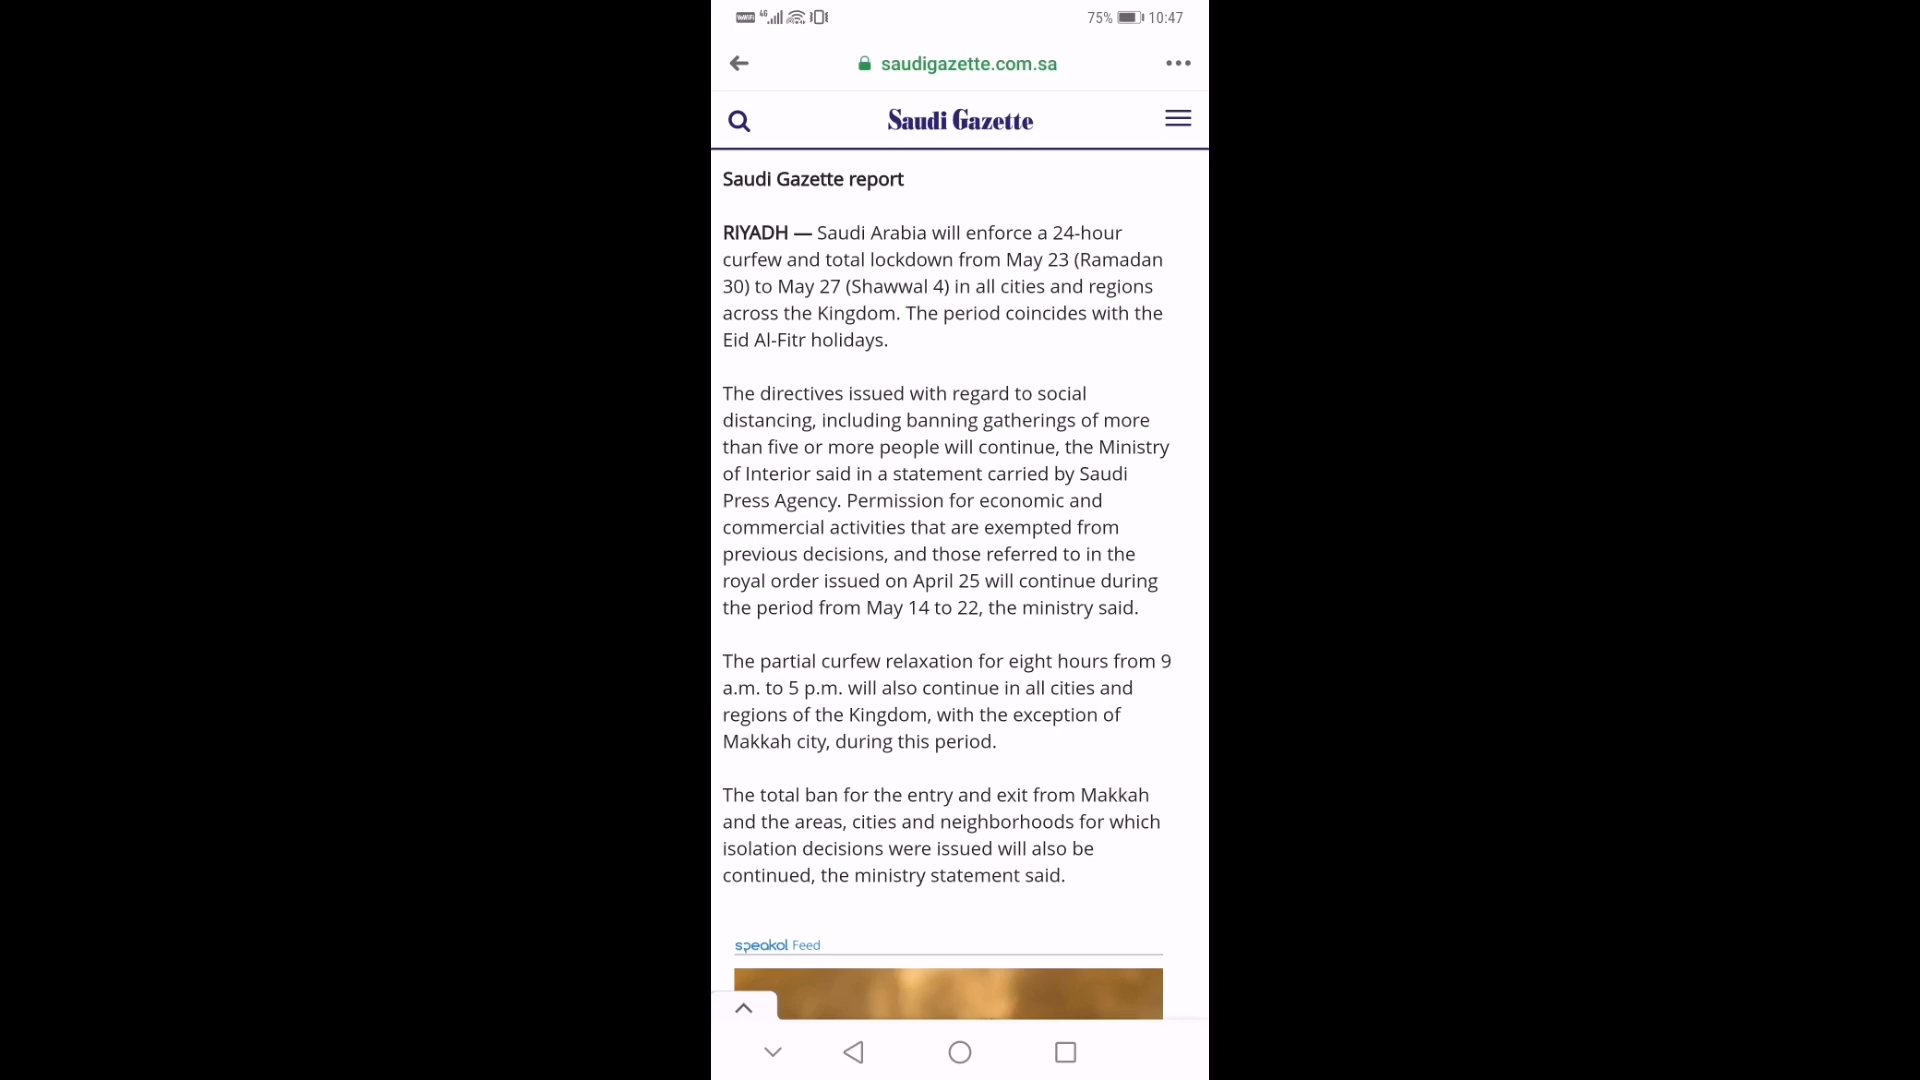 4G
75% 10:47
saudigazette.com.sa
Saudi Gazette
Saudi Gazette report
RIYADH — Saudi Arabia will enforce a 24-hour
curfew and total lockdown from May 23 (Ramadan
30) to May 27 (Shawwal 4) in all cities and regions
across the Kingdom. The period coincides with the
Eid Al-Fitr holidays.
The directives issued with regard to social
distancing, including banning gatherings of more
than five or more people will continue, the Ministry
of Interior said in a statement carried by Saudi
Press Agency. Permission for economic and
commercial activities that are exempted from
previous decisions, and those referred to in the
royal order issued on April 25 will continue during
the period from May 14 to 22, the ministry said.
The partial curfew relaxation for eight hours from 9
a.m. to 5 p.m. will also continue in all cities and
regions of the Kingdom, with the exception of
Makkah city, during this period.
The total ban for the entry and exit from Makkah
and the areas, cities and neighborhoods for which
isolation decisions were issued will also be
continued, the ministry statement said.
speakol Feed